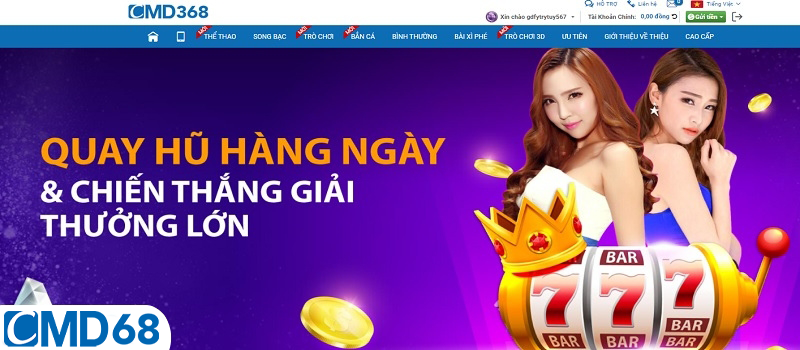 CMD368
HỖ TRỢ Liên hệ 0 Tiếng Việt
Xin chào gdfytrytuy567 Tài Khoản Chính: 0,00 đồng Gửi tiền
MỚI THỂ THAO SONG BẠC MỚI TRÒ CHƠI MỚI BẮN CÁ BÌNH THƯỜNG BÀI XÌ PHÉ MỚI TRÒ CHƠI 3D ƯU TIÊN GIỚI THIỆU VỀ THIỆU CAO CẤP
QUAY HŨ HÀNG NGÀY
& CHIẾN THẮNG GIẢI
THƯỞNG LỚN
BAR
7 7 7
BAR BAR BAR
BAR
CMD68